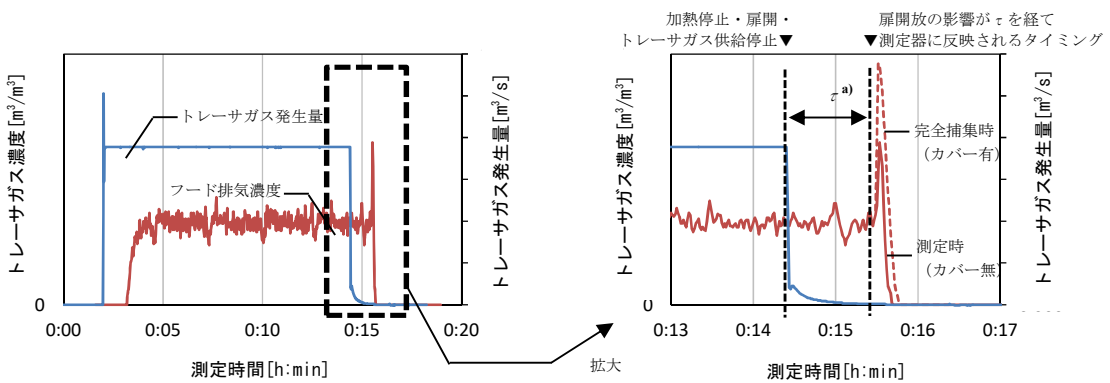 トレーサガス濃度[m³/m³]
トレーサガス発生量[m³/s]
トレーサガス発生量
フード排気濃度
0
0:00
0:05
0:10
0:15
0:20
測定時間[h:min]
拡大
加熱停止・扉開・
トレーサガス供給停止
扉開放の影響がτを経て
測定器に反映されるタイミング
トレーサガス濃度[m³/m³]
トレーサガス発生量[m³/s]
τ a)
完全捕集時
(カバー有)
測定時
(カバー無)
0:13
0:14
0:15
0:16
0:17
測定時間[h:min]